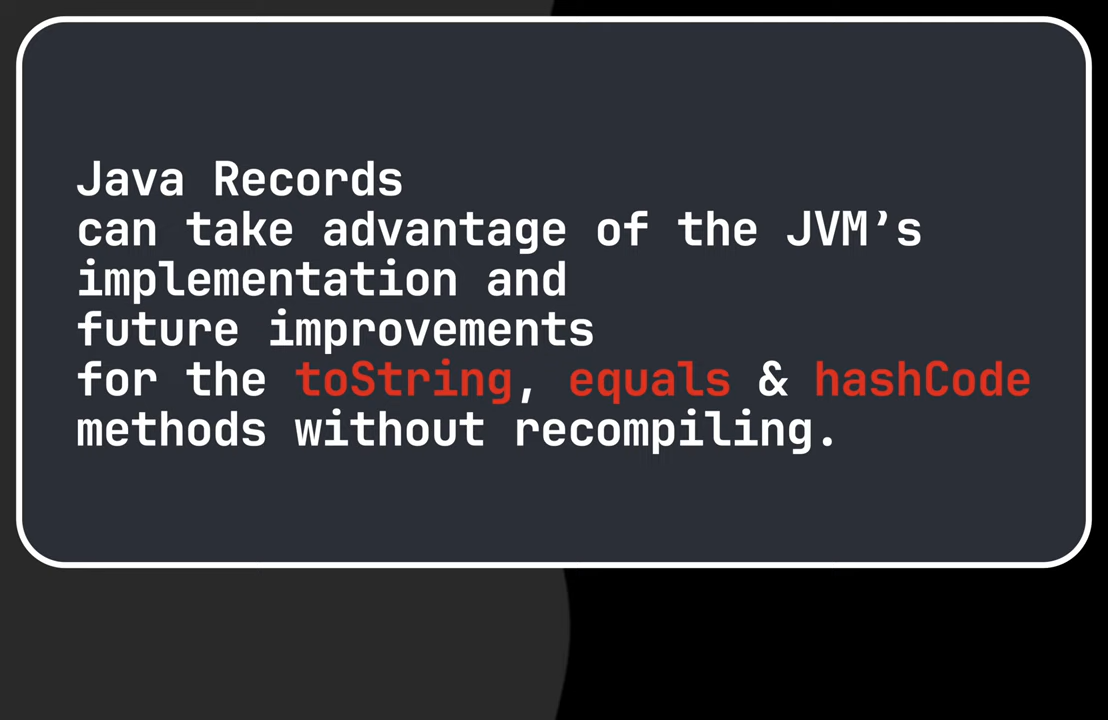 Java Records
can take advantage of the JVM’s
implementation and
future improvements
for the toString, equals & hashCode
methods without recompiling.